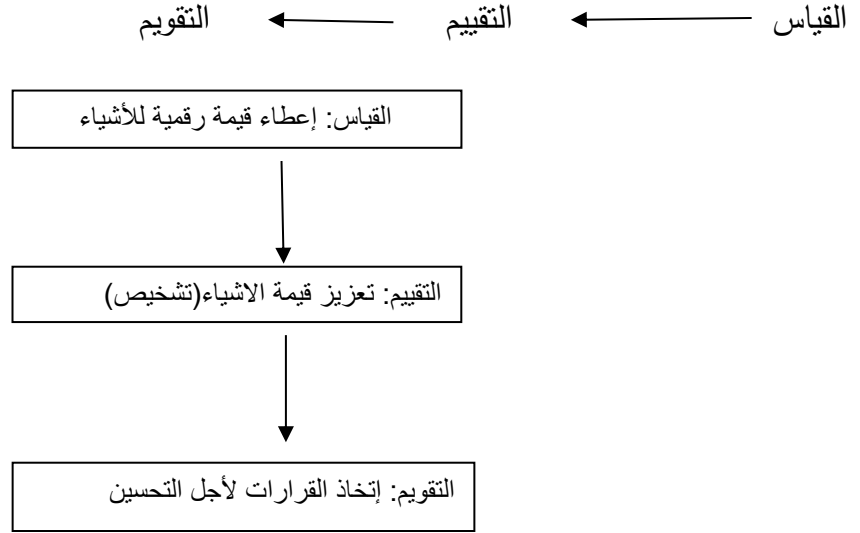 القياس التقييم التقويم
القياس: إعطاء قيمة رقمية للأشياء
التقييم: تعزيز قيمة الاشياء(تشخيص)
التقويم: إتخاذ القرارات لأجل التحسين